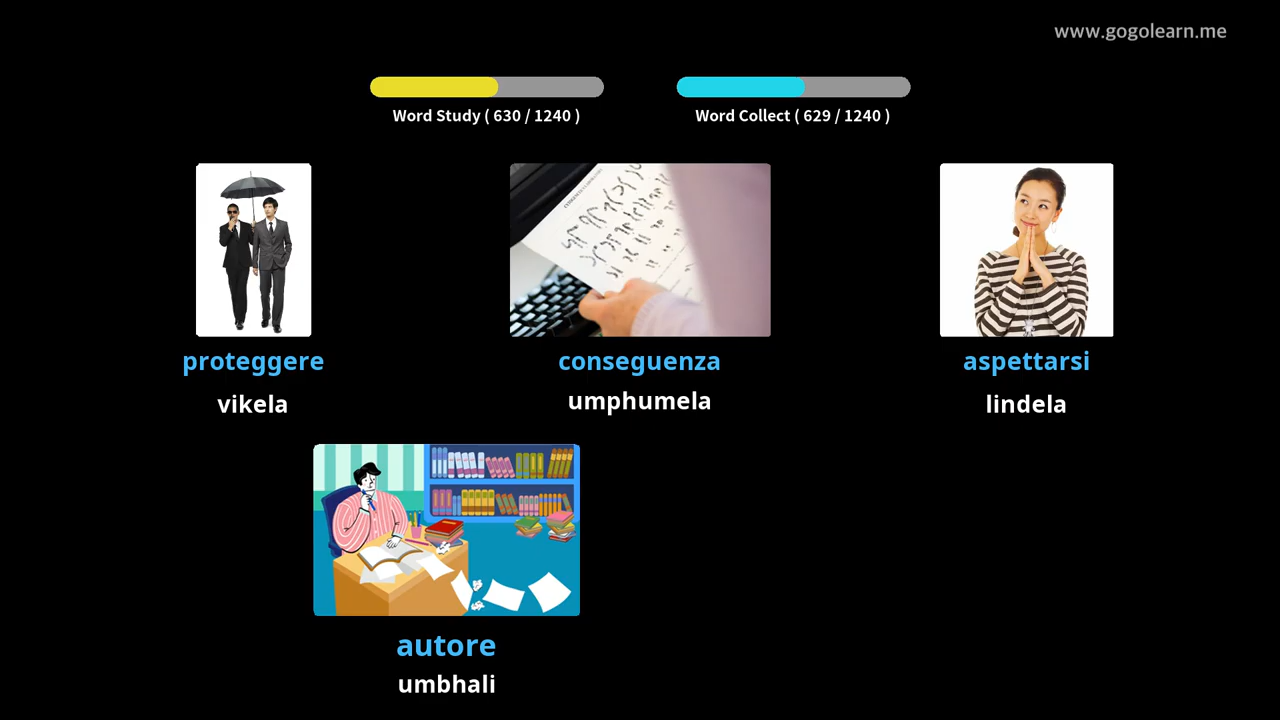 www.gogolearn.me
Word Study ( 630 / 1240 )
Word Collect ( 629 / 1240 )
proteggere
conseguenza
aspettarsi
vikela
umphumela
lindela
autore
umbhali